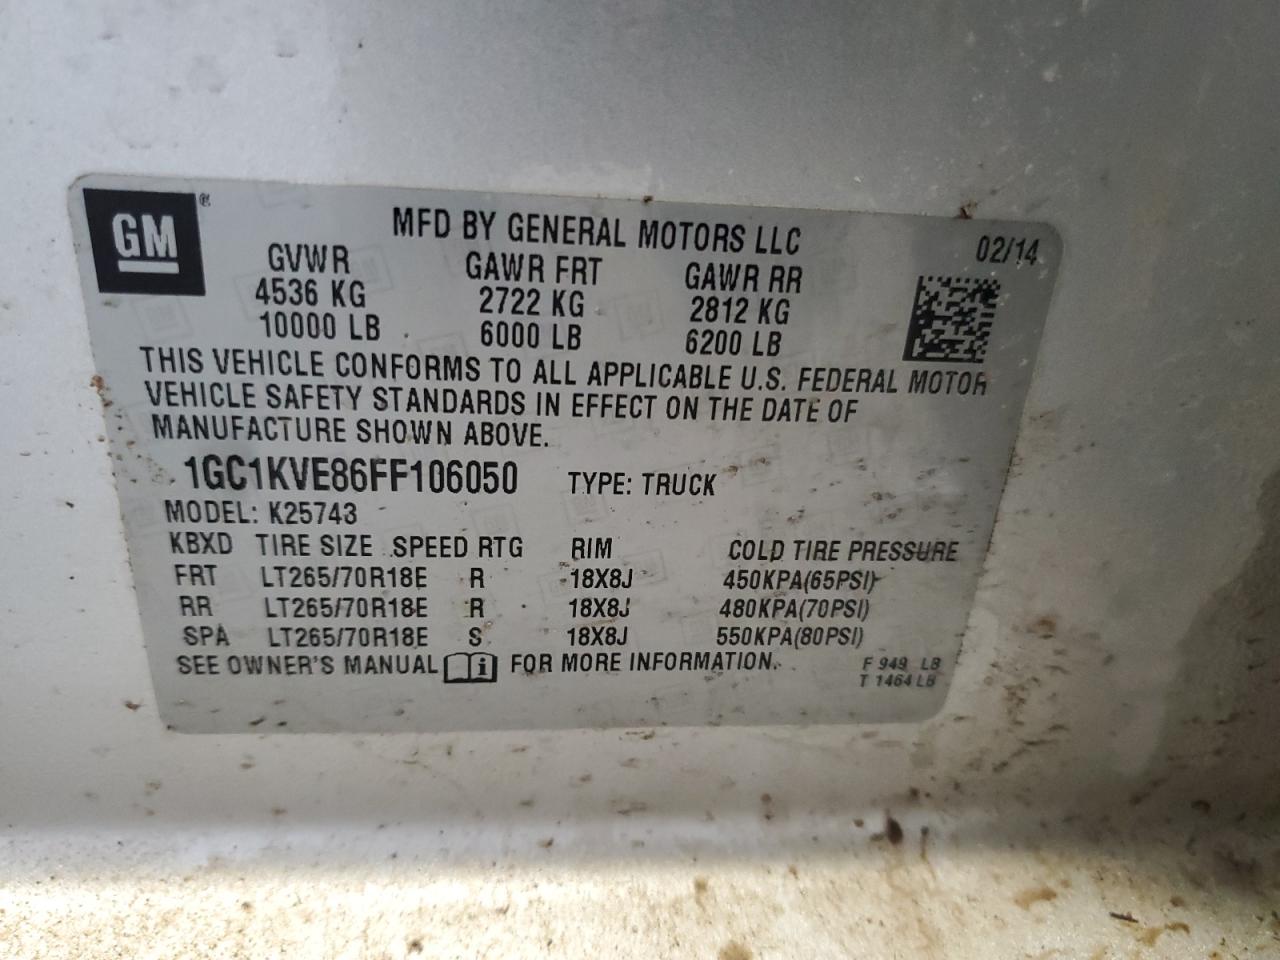 GM®
MFD BY GENERAL MOTORS LLC 02/14
GVWR GAWR FRT GAWR RR
4536 KG 2722 KG 2812 KG
10000 LB 6000 LB 6200 LB
THIS VEHICLE CONFORMS TO ALL APPLICABLE U.S. FEDERAL MOTOR
VEHICLE SAFETY STANDARDS IN EFFECT ON THE DATE OF
MANUFACTURE SHOWN ABOVE.
1GC1KVE86FF106050 TYPE: TRUCK
MODEL: K25743
KBXD TIRE SIZE SPEED RTG RIM COLD TIRE PRESSURE
FRT LT265/70R18E R 18X8J 450KPA(65PSI)
RR LT265/70R18E R 18X8J 480KPA(70PSI)
SPA LT265/70R18E S 18X8J 550KPA(80PSI)
SEE OWNER'S MANUAL i FOR MORE INFORMATION. F 949 LB
T 1464 LB